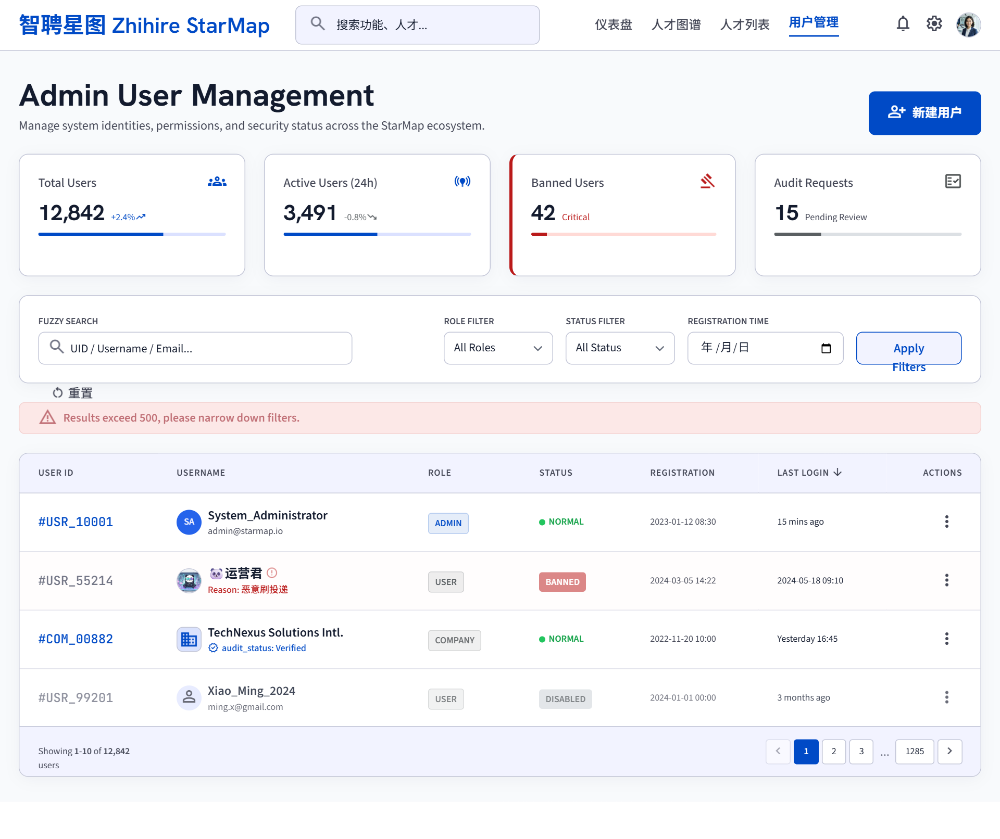 智聘星图 Zhihire StarMap
搜索功能、人才...
仪表盘
人才图谱
人才列表
用户管理
Admin User Management
Manage system identities, permissions, and security status across the StarMap ecosystem.
新建用户
Total Users
12,842 +2.4%
Active Users (24h)
3,491 -0.8%
Banned Users
42 Critical
Audit Requests
15 Pending Review
FUZZY SEARCH
UID / Username / Email...
ROLE FILTER
All Roles
STATUS FILTER
All Status
REGISTRATION TIME
年 /月/日
Apply
Filters
重置
Results exceed 500, please narrow down filters.
USER ID
USERNAME
ROLE
STATUS
REGISTRATION
LAST LOGIN
ACTIONS
#USR_10001
SA
System_Administrator
admin@starmap.io
ADMIN
NORMAL
2023-01-12 08:30
15 mins ago
#USR_55214
🐼运营君
Reason: 恶意刷投递
USER
BANNED
2024-03-05 14:22
2024-05-18 09:10
#COM_00882
TechNexus Solutions Intl.
audit_status: Verified
COMPANY
NORMAL
2022-11-20 10:00
Yesterday 16:45
#USR_99201
Xiao_Ming_2024
ming.x@gmail.com
USER
DISABLED
2024-01-01 00:00
3 months ago
Showing 1-10 of 12,842
users
1
2
3
...
1285